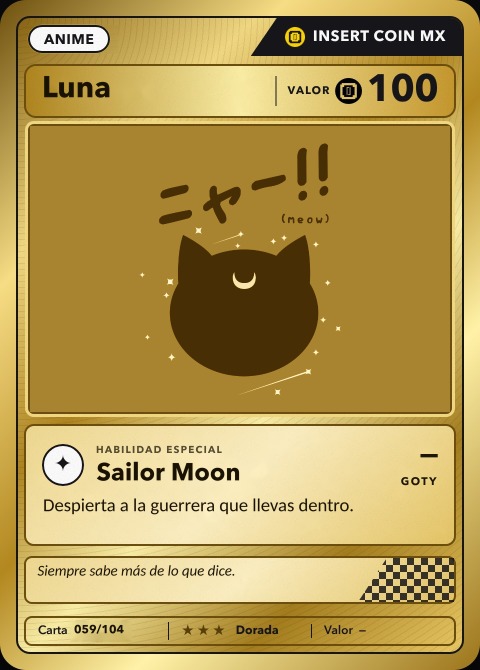 ANIME
INSERT COIN MX
Luna
VALOR 100
ニャー!!
(meow)
HABILIDAD ESPECIAL
Sailor Moon
—
GOTY
Despierta a la guerrera que llevas dentro.
Siempre sabe más de lo que dice.
Carta 059/104
★★★ Dorada
Valor —